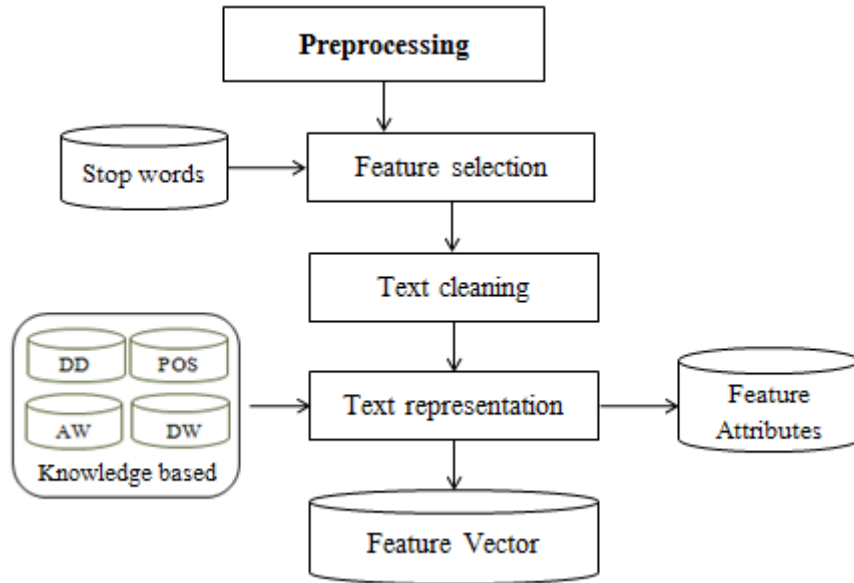 Preprocessing
Stop words
Feature selection
Text cleaning
DD
POS
AW
DW
Knowledge based
Text representation
Feature
Attributes
Feature Vector